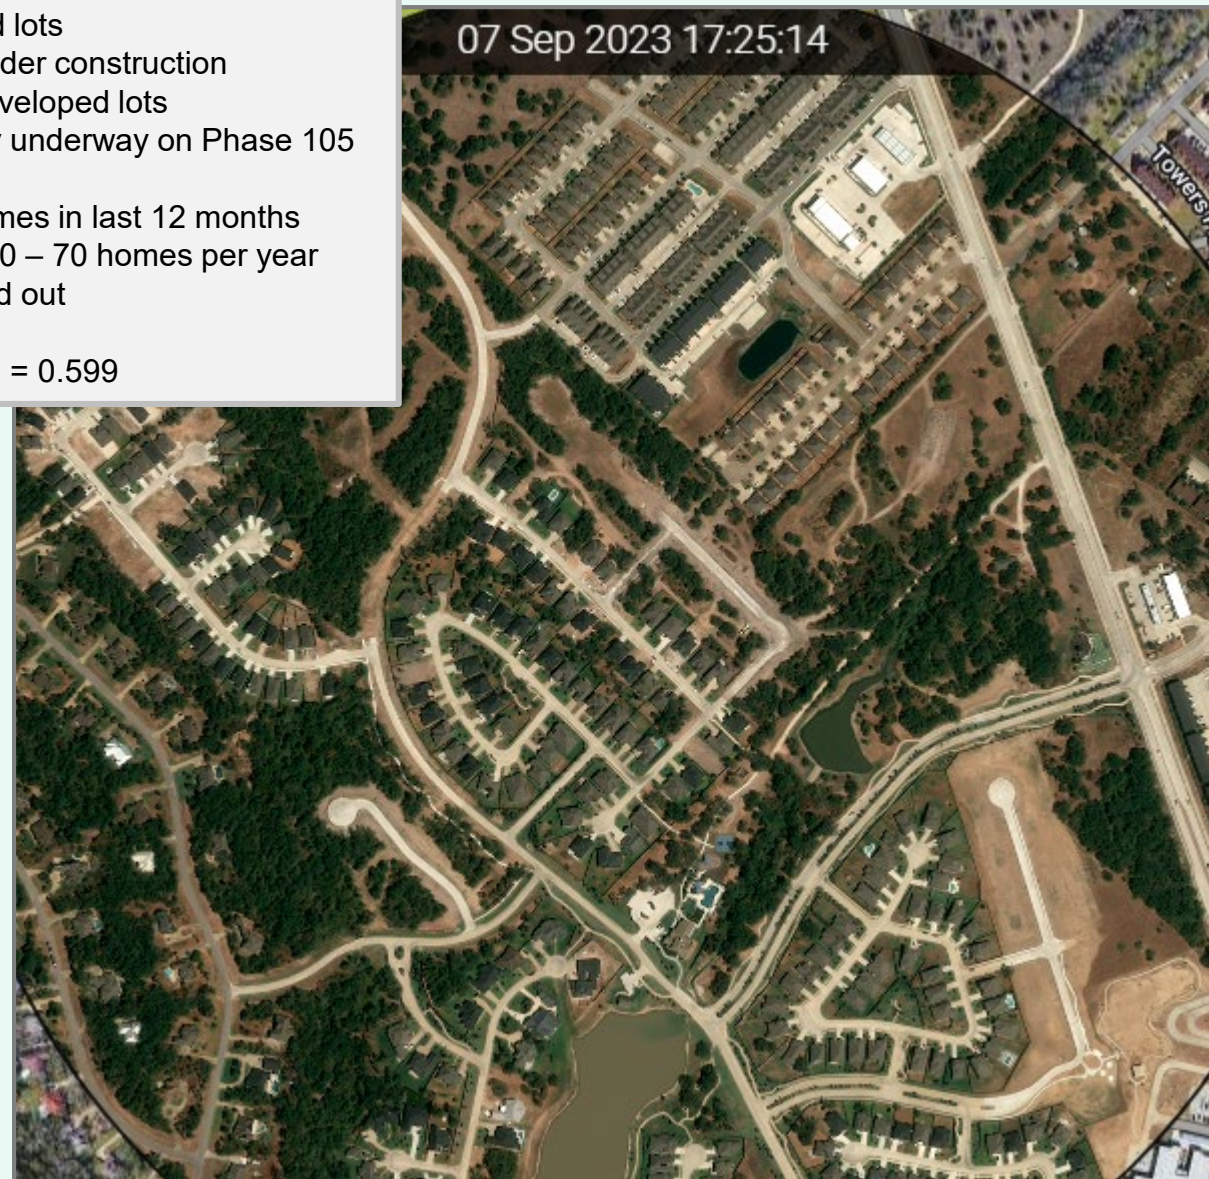 lots
der construction
veloped lots
underway on Phase 105
mes in last 12 months
0 – 70 homes per year
d out
= 0.599
07 Sep 2023 17:25:14
Towers